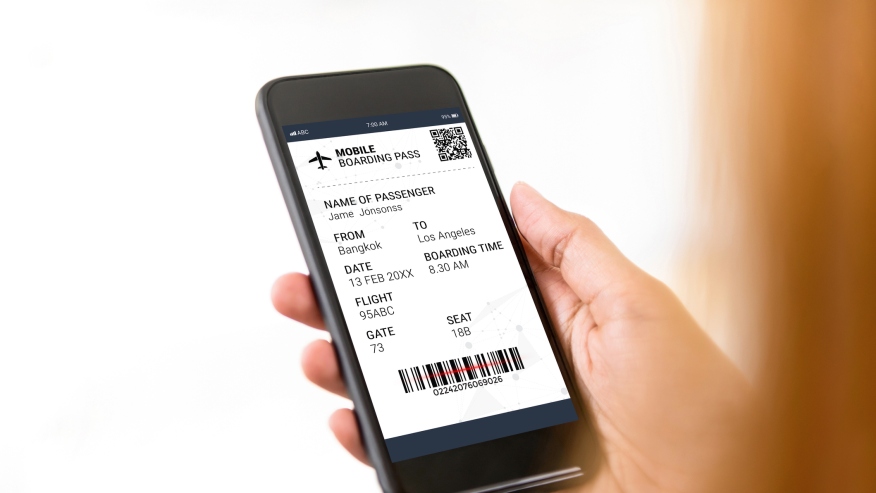 ABC 7:00 AM 99%
MOBILE
BOARDING PASS
NAME OF PASSENGER
Jame Jonsonss
FROM TO
Bangkok Los Angeles
DATE BOARDING TIME
13 FEB 20XX 8.30 AM
FLIGHT
95ABC
GATE SEAT
73 18B
02242076069026